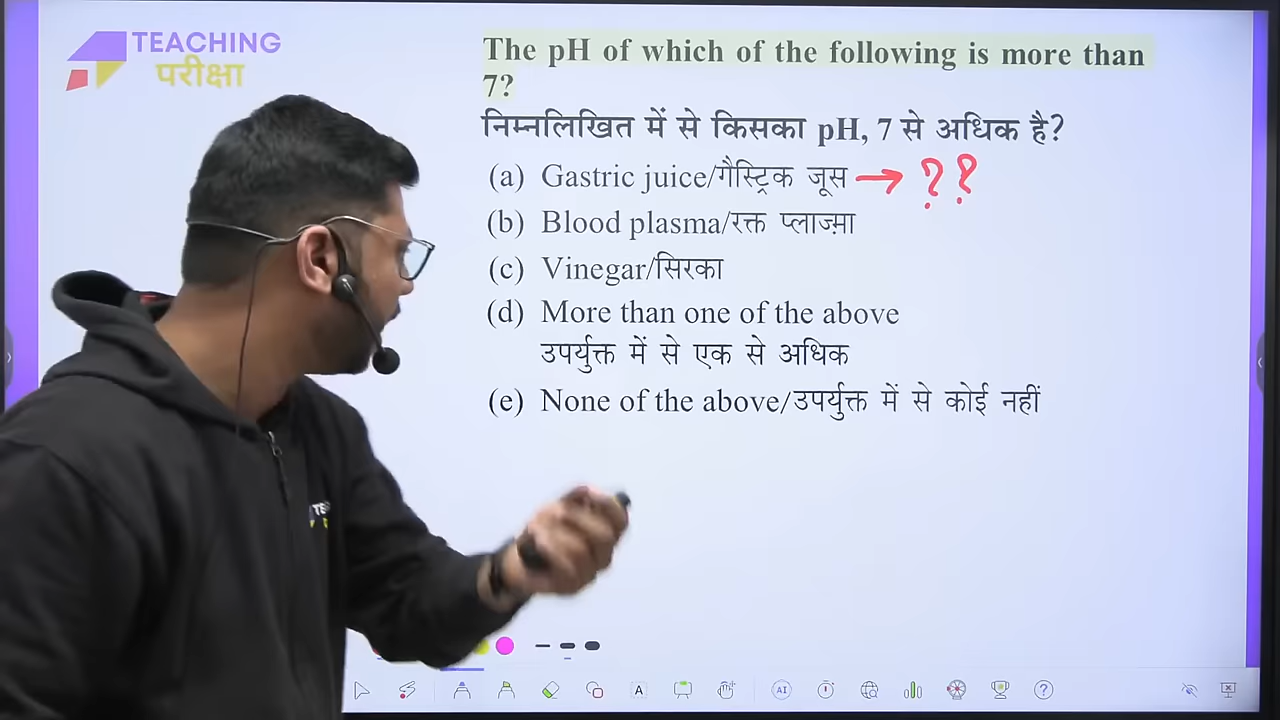 TEACHING
परीक्षा
The pH of which of the following is more than
7?
निम्नलिखित में से किसका pH, 7 से अधिक है?
(a) Gastric juice/गैस्ट्रिक जूस → ??
(b) Blood plasma/रक्त प्लाज़्मा
(c) Vinegar/सिरका
(d) More than one of the above
उपर्युक्त में से एक से अधिक
(e) None of the above/उपर्युक्त में से कोई नहीं
A
AI
?